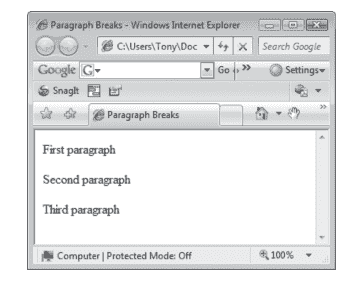 Paragraph Breaks - Windows Internet Explorer
C:\Users\Tony\Doc Search Google
Google G Go » Settings
SnagIt
Paragraph Breaks »
First paragraph
Second paragraph
Third paragraph
Computer | Protected Mode: Off 100%